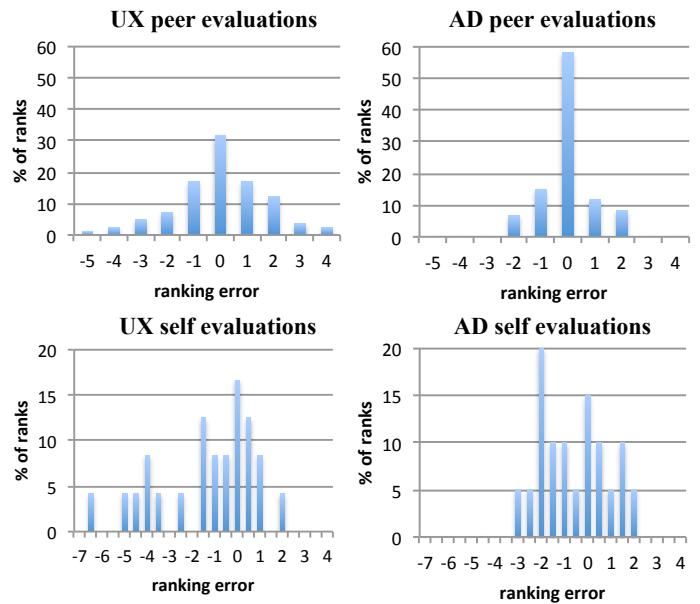 UX peer evaluations
60
50
40
30
20
10
0
% of ranks
-5 -4 -3 -2 -1 0 1 2 3 4
ranking error
AD peer evaluations
60
50
40
30
20
10
0
% of ranks
-5 -4 -3 -2 -1 0 1 2 3 4
ranking error
UX self evaluations
20
15
10
5
0
% of ranks
-7 -6 -5 -4 -3 -2 -1 0 1 2 3 4
ranking error
AD self evaluations
20
15
10
5
0
% of ranks
-7 -6 -5 -4 -3 -2 -1 0 1 2 4
ranking error